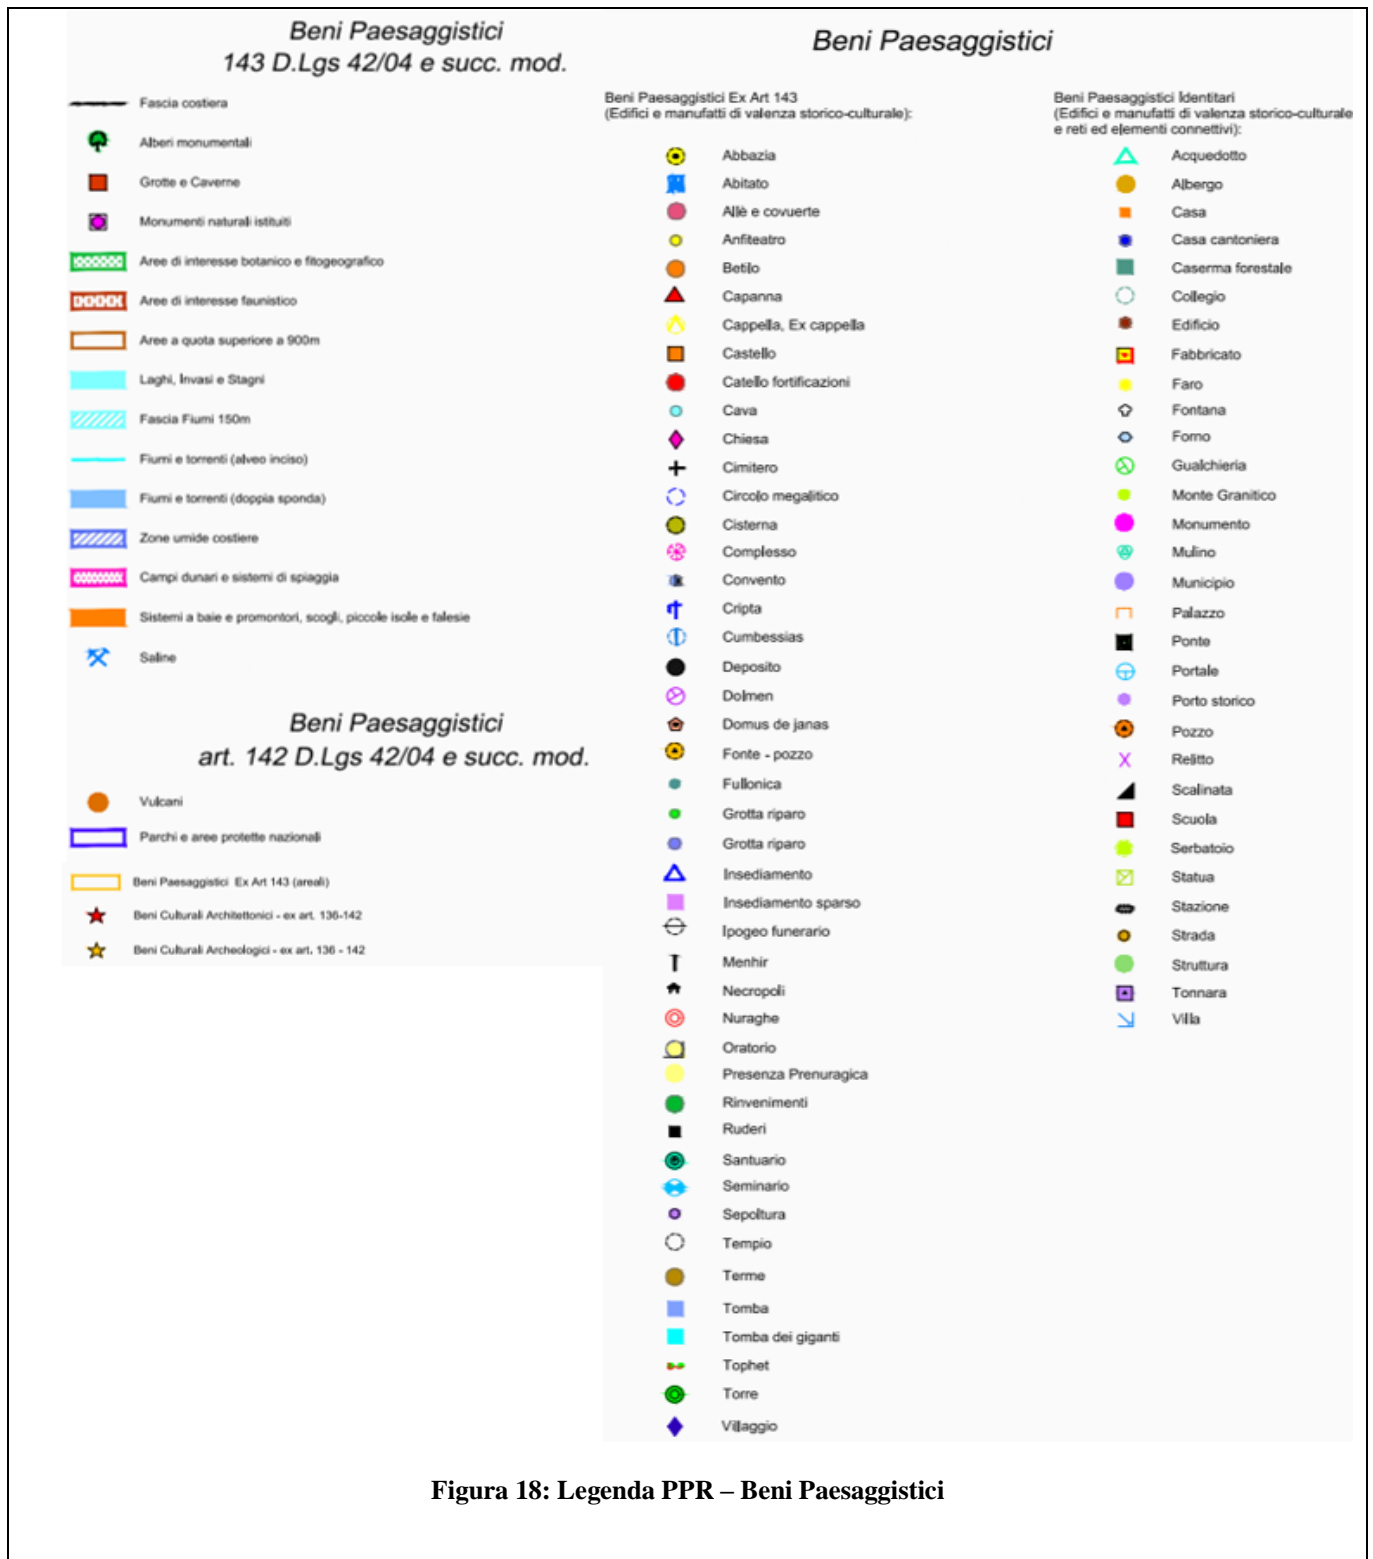 Beni Paesaggistici
143 D.Lgs 42/04 e succ. mod.
Fascia costiera
Alberi monumentali
Grotte e Caverne
Monumenti naturali istituiti
Aree di interesse botanico e fitogeografico
Aree di interesse faunistico
Aree a quota superiore a 900m
Laghi, Invasi e Stagni
Fascia Fiumi 150m
Fiumi e torrenti (alveo inciso)
Fiumi e torrenti (doppia sponda)
Zone umide costiere
Campi dunari e sistemi di spiaggia
Sistemi a baie e promontori, scogli, piccole isole e falesie
Saline
Beni Paesaggistici
art. 142 D.Lgs 42/04 e succ. mod.
Vulcani
Parchi e aree protette nazionali
Beni Paesaggistici Ex Art 143 (areali)
Beni Culturali Architettonici - ex art. 136-142
Beni Culturali Archeologici - ex art. 136 - 142
Beni Paesaggistici
Beni Paesaggistici Ex Art 143
(Edifici e manufatti di valenza storico-culturale):
Abbazia
Abitato
Allè e covuerte
Anfiteatro
Betilo
Capanna
Cappella, Ex cappella
Castello
Catello fortificazioni
Cava
Chiesa
Cimitero
Circolo megalitico
Cisterna
Complesso
Convento
Cripta
Cumbessias
Deposito
Dolmen
Domus de janas
Fonte - pozzo
Fullonica
Grotta riparo
Grotta riparo
Insediamento
Insediamento sparso
Ipogeo funerario
Menhir
Necropoli
Nuraghe
Oratorio
Presenza Prenuragica
Rinvenimenti
Ruderi
Santuario
Seminario
Sepoltura
Tempio
Terme
Tomba
Tomba dei giganti
Tophet
Torre
Villaggio
Beni Paesaggistici Identitari
(Edifici e manufatti di valenza storico-culturale
e reti ed elementi connettivi):
Acquedotto
Albergo
Casa
Casa cantoniera
Caserma forestale
Collegio
Edificio
Fabbricato
Faro
Fontana
Forno
Gualchieria
Monte Granitico
Monumento
Mulino
Municipio
Palazzo
Ponte
Portale
Porto storico
Pozzo
Relitto
Scalinata
Scuola
Serbatoio
Statua
Stazione
Strada
Struttura
Tonnara
Villa
Figura 18: Legenda PPR – Beni Paesaggistici